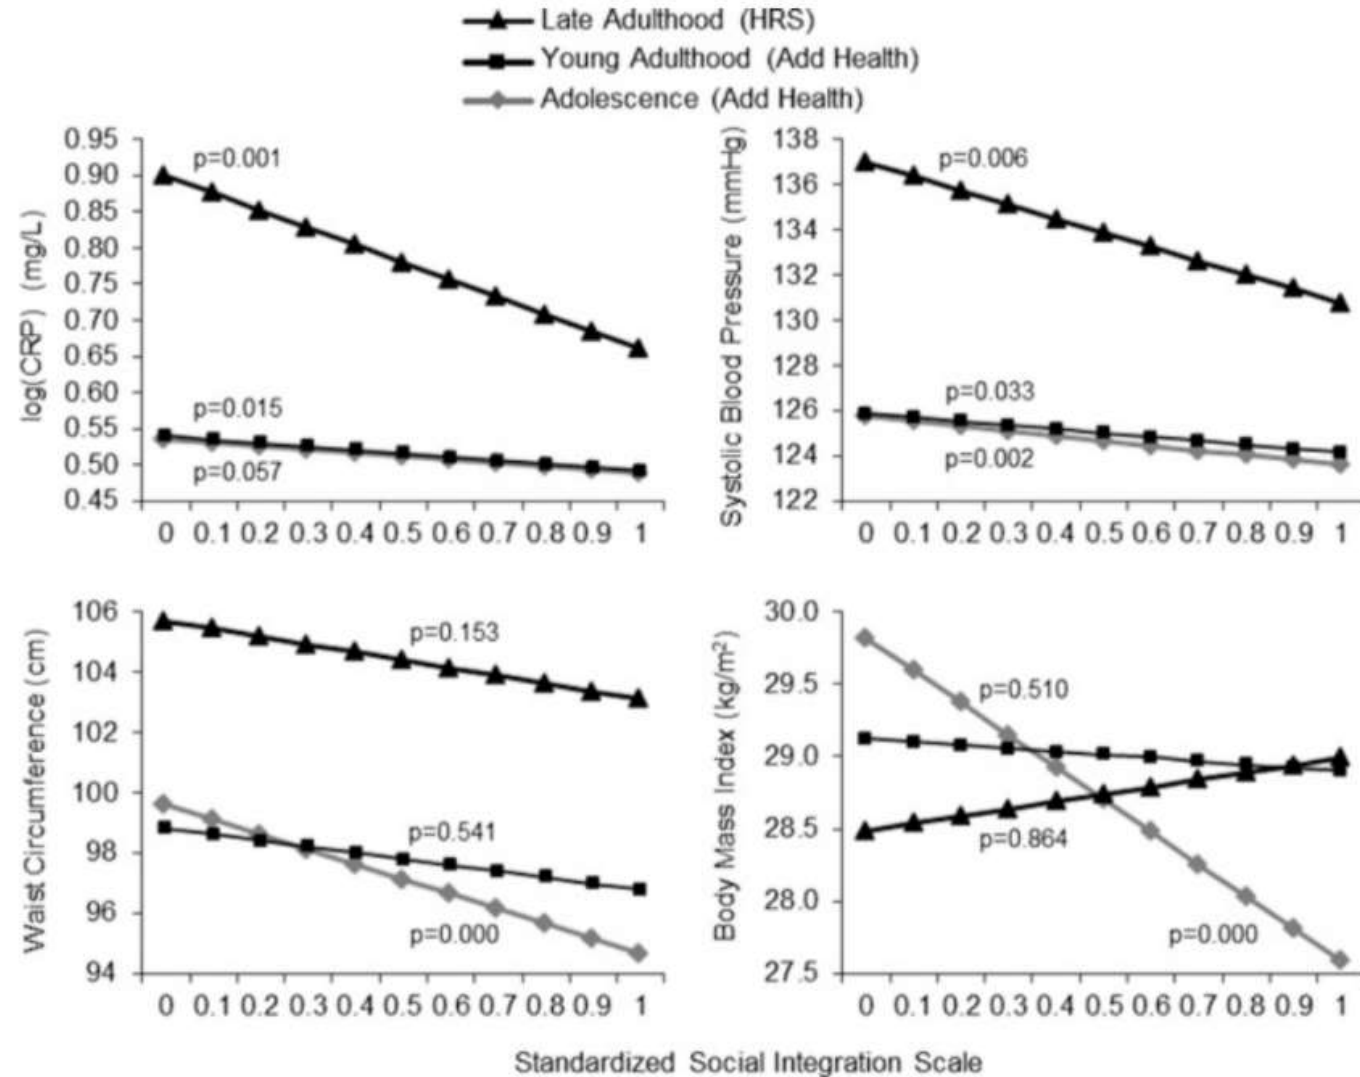 Late Adulthood (HRS)
Young Adulthood (Add Health)
Adolescence (Add Health)
log(CRP) (mg/L)
0.95
0.90
0.85
0.80
0.75
0.70
0.65
0.60
0.55
0.50
0.45
p=0.001
p=0.015
p=0.057
0 0.1 0.2 0.3 0.4 0.5 0.6 0.7 0.8 0.9 1
Systolic Blood Pressure (mmHg)
138
136
134
132
130
128
126
124
122
p=0.006
p=0.033
p=0.002
0 0.1 0.2 0.3 0.4 0.5 0.6 0.7 0.8 0.9 1
Waist Circumference (cm)
106
104
102
100
98
96
94
p=0.153
p=0.541
p=0.000
0 0.1 0.2 0.3 0.4 0.5 0.6 0.7 0.8 0.9 1
Body Mass Index (kg/m²)
30.0
29.5
29.0
28.5
28.0
27.5
p=0.510
p=0.864
p=0.000
0 0.1 0.2 0.3 0.4 0.5 0.6 0.7 0.8 0.9 1
Standardized Social Integration Scale